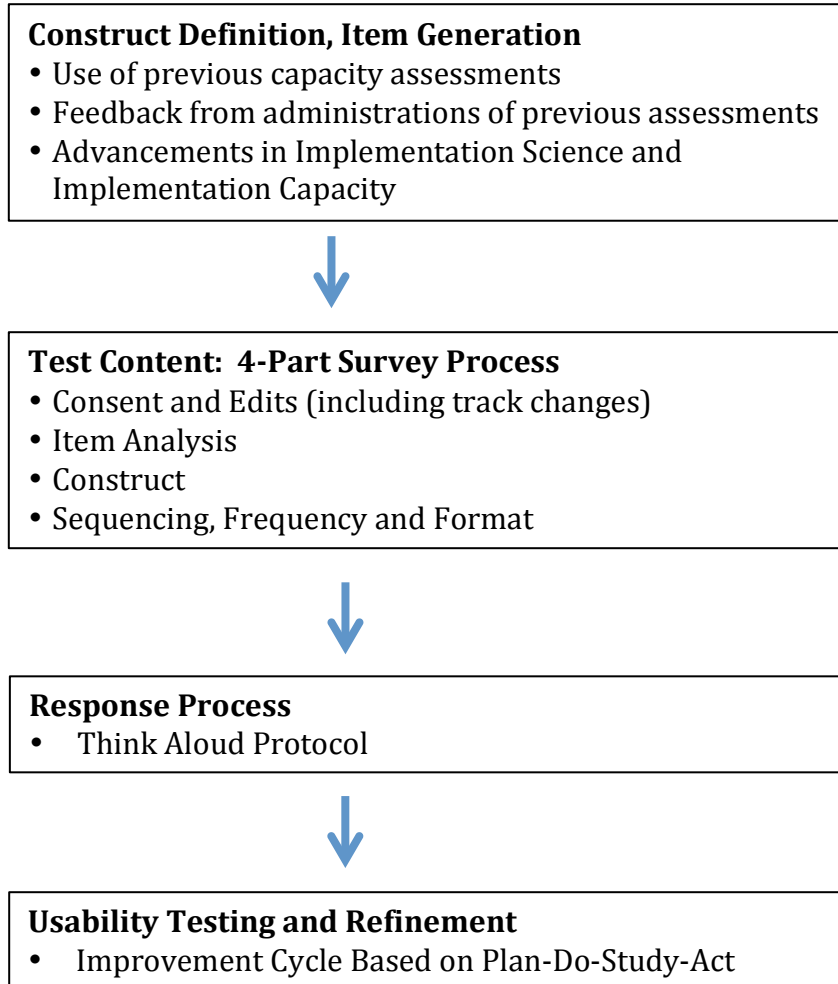 Construct Definition, Item Generation
• Use of previous capacity assessments
• Feedback from administrations of previous assessments
• Advancements in Implementation Science and
Implementation Capacity
Test Content:  4-Part Survey Process
• Consent and Edits (including track changes)
• Item Analysis
• Construct
• Sequencing, Frequency and Format
Response Process
• Think Aloud Protocol
Usability Testing and Refinement
• Improvement Cycle Based on Plan-Do-Study-Act